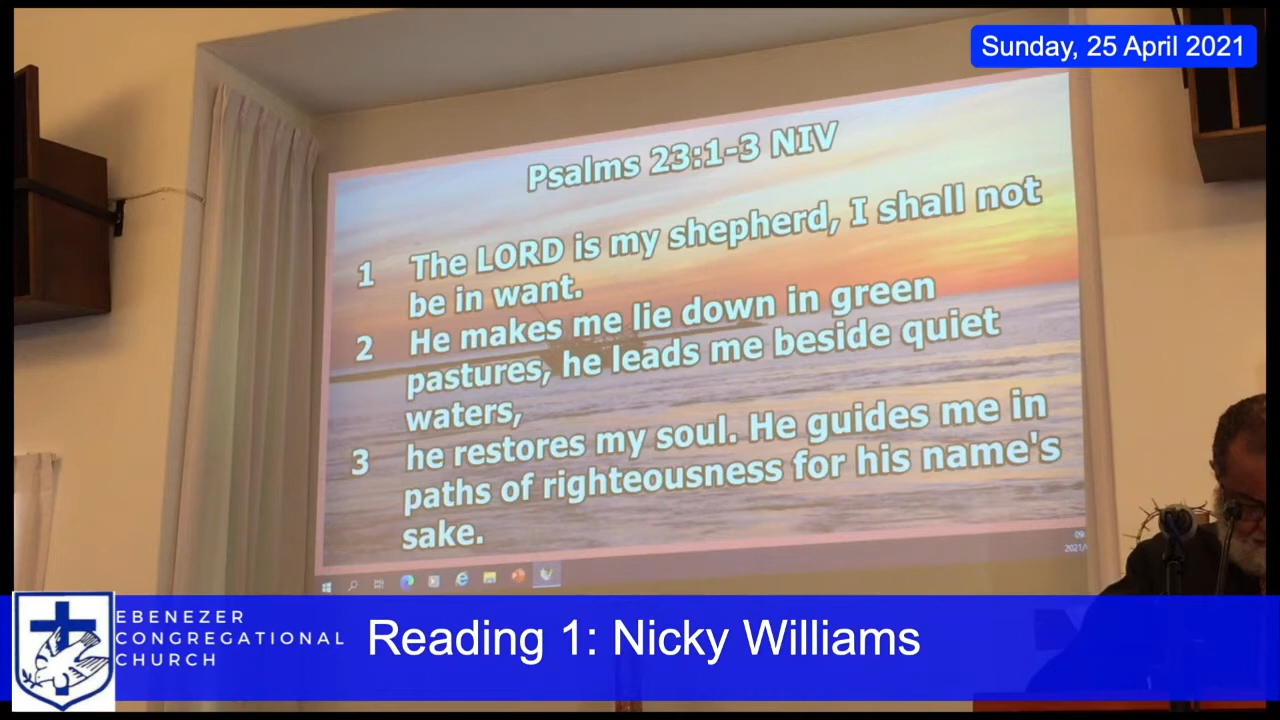 Sunday, 25 April 2021
Psalms 23:1-3 NIV
1 The LORD is my shepherd, I shall not
be in want.
2 He makes me lie down in green
pastures, he leads me beside quiet
waters,
3 he restores my soul. He guides me in
paths of righteousness for his name's
sake.
EBENEZER
CONGREGATIONAL
CHURCH
Reading 1: Nicky Williams